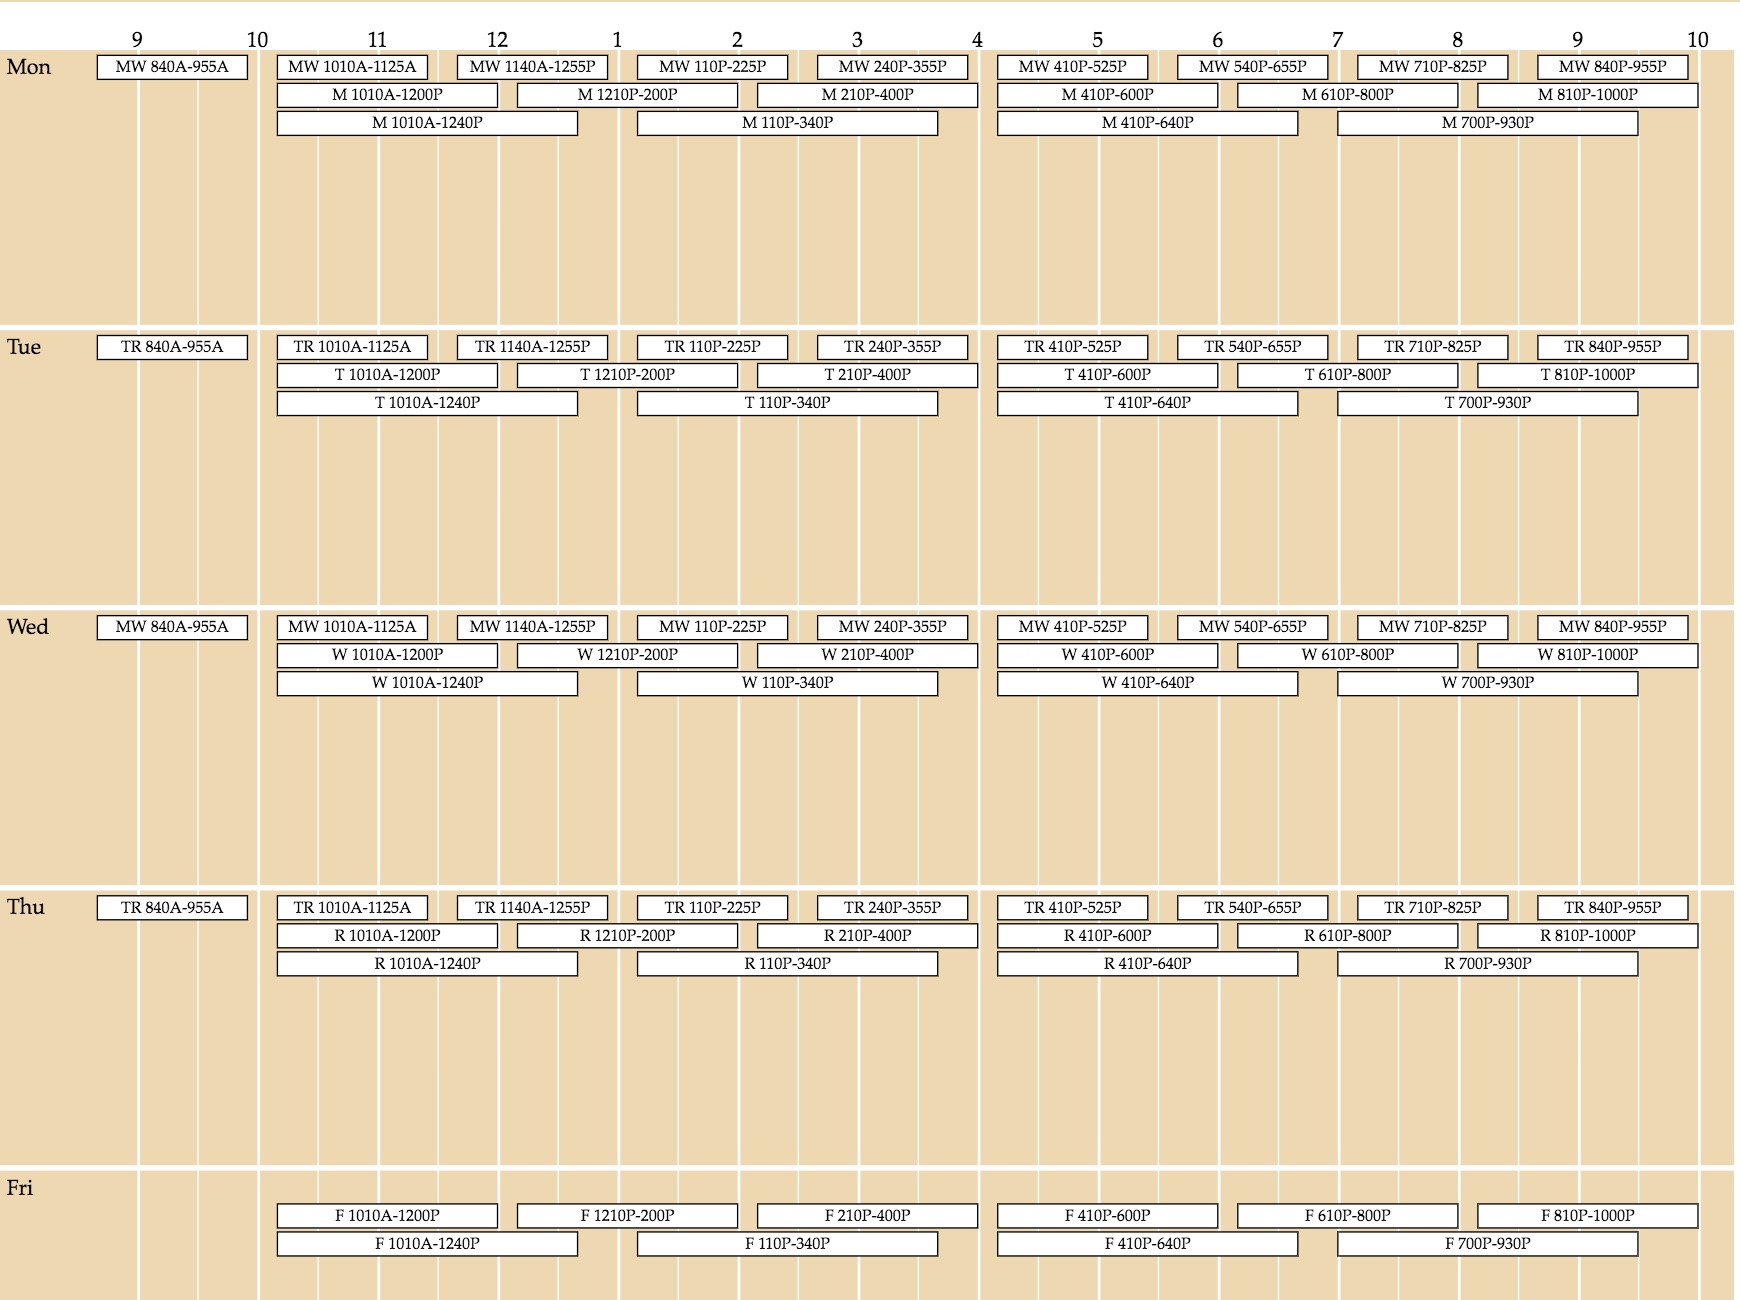 9 10 11 12 1 2 3 4 5 6 7 8 9 10
Mon MW 840A-955A MW 1010A-1125A MW 1140A-1255P MW 110P-225P MW 240P-355P MW 410P-525P MW 540P-655P MW 710P-825P MW 840P-955P
M 1010A-1200P M 1210P-200P M 210P-400P M 410P-600P M 610P-800P M 810P-1000P
M 1010A-1240P M 110P-340P M 410P-640P M 700P-930P
Tue TR 840A-955A TR 1010A-1125A TR 1140A-1255P TR 110P-225P TR 240P-355P TR 410P-525P TR 540P-655P TR 710P-825P TR 840P-955P
T 1010A-1200P T 1210P-200P T 210P-400P T 410P-600P T 610P-800P T 810P-1000P
T 1010A-1240P T 110P-340P T 410P-640P T 700P-930P
Wed MW 840A-955A MW 1010A-1125A MW 1140A-1255P MW 110P-225P MW 240P-355P MW 410P-525P MW 540P-655P MW 710P-825P MW 840P-955P
W 1010A-1200P W 1210P-200P W 210P-400P W 410P-600P W 610P-800P W 810P-1000P
W 1010A-1240P W 110P-340P W 410P-640P W 700P-930P
Thu TR 840A-955A TR 1010A-1125A TR 1140A-1255P TR 110P-225P TR 240P-355P TR 410P-525P TR 540P-655P TR 710P-825P TR 840P-955P
R 1010A-1200P R 1210P-200P R 210P-400P R 410P-600P R 610P-800P R 810P-1000P
R 1010A-1240P R 110P-340P R 410P-640P R 700P-930P
Fri
F 1010A-1200P F 1210P-200P F 210P-400P F 410P-600P F 610P-800P F 810P-1000P
F 1010A-1240P F 110P-340P F 410P-640P F 700P-930P